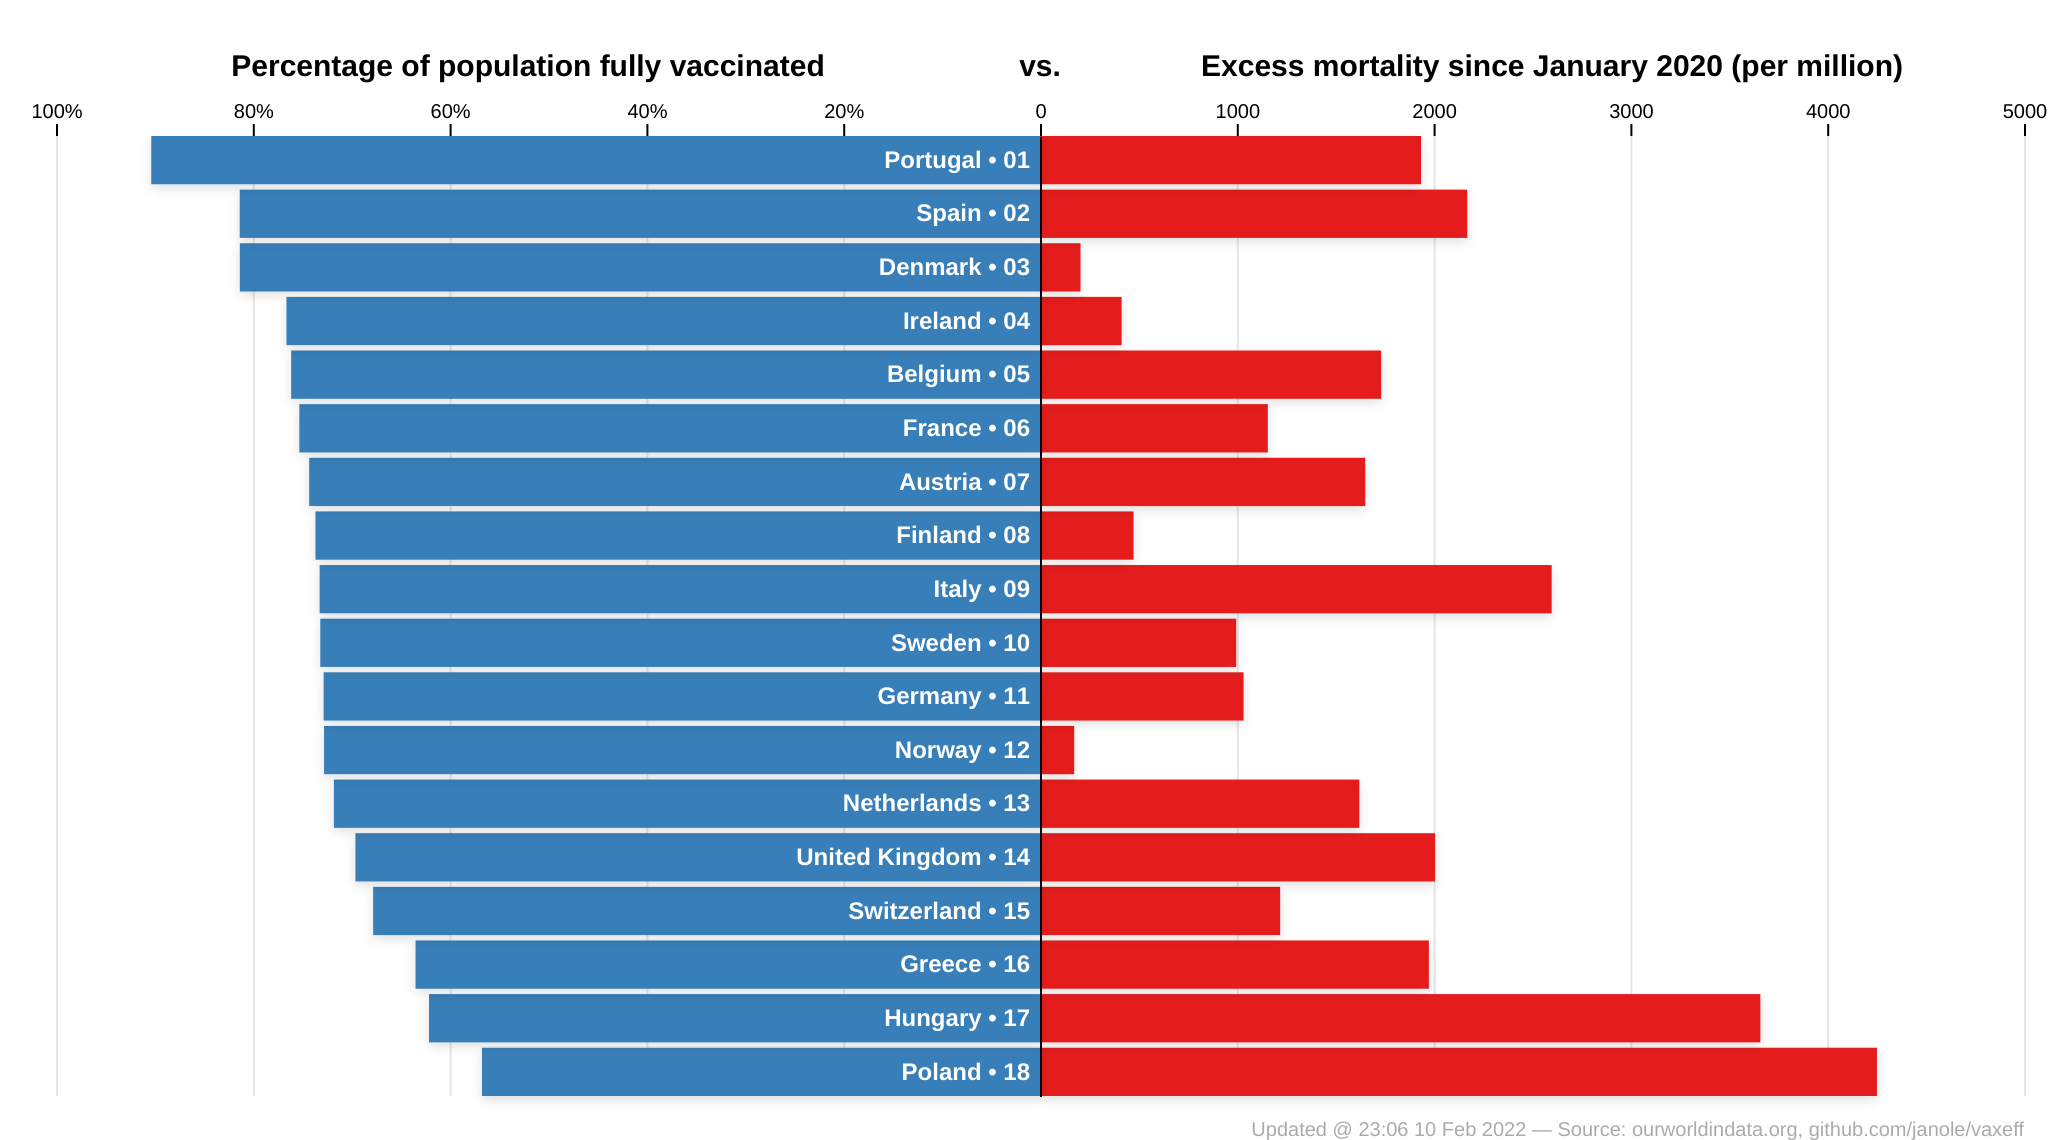 Percentage of population fully vaccinated vs. Excess mortality since January 2020 (per million)
100% 80% 60% 40% 20% 0 1000 2000 3000 4000 5000
Portugal • 01
Spain • 02
Denmark • 03
Ireland • 04
Belgium • 05
France • 06
Austria • 07
Finland • 08
Italy • 09
Sweden • 10
Germany • 11
Norway • 12
Netherlands • 13
United Kingdom • 14
Switzerland • 15
Greece • 16
Hungary • 17
Poland • 18
Updated @ 23:06 10 Feb 2022 — Source: ourworldindata.org, github.com/janole/vaxeff